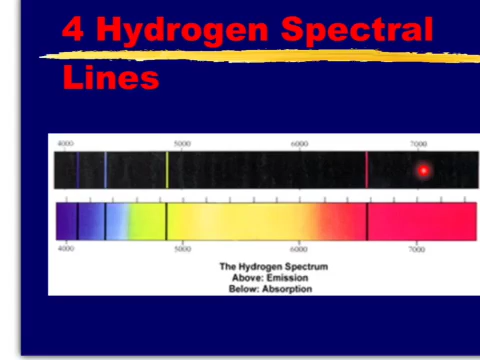 4 Hydrogen Spectral
Lines
4000 5000 6000 7000
4000 5000 6000 7000
The Hydrogen Spectrum
Above: Emission
Below: Absorption